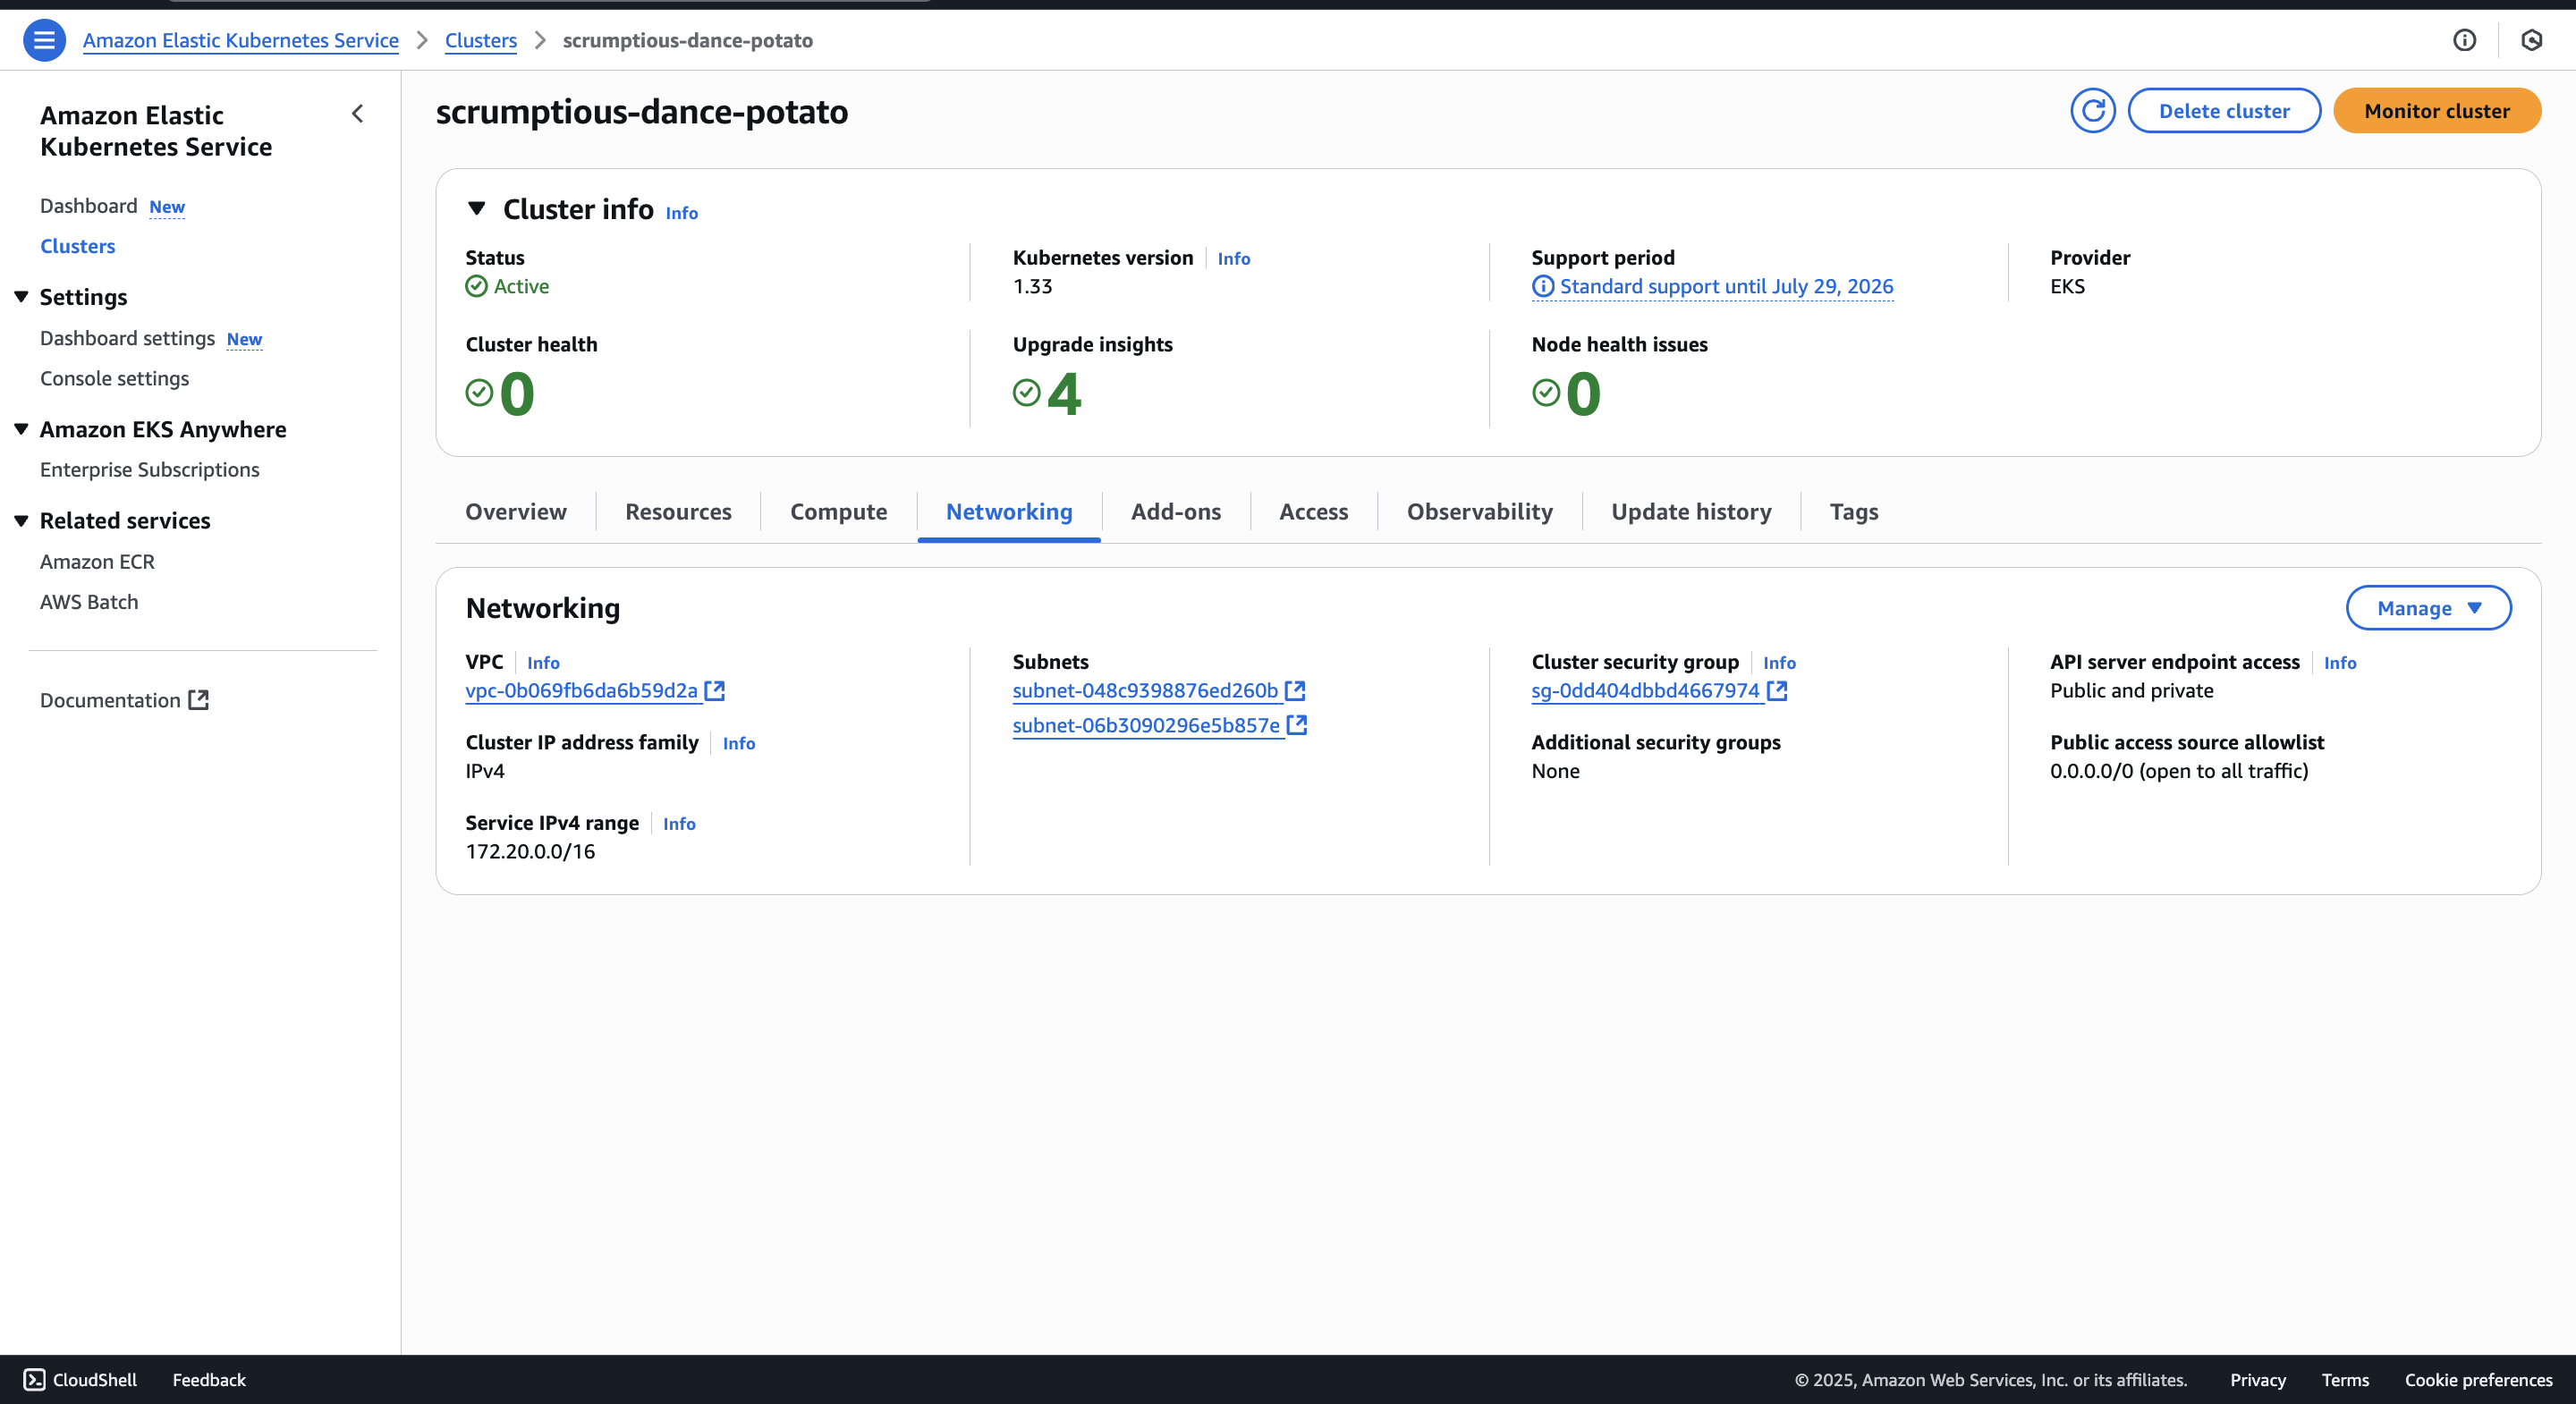 Amazon Elastic Kubernetes Service
Clusters
scrumptious-dance-potato
Amazon Elastic
Kubernetes Service
Dashboard New
Clusters
Settings
Dashboard settings New
Console settings
Amazon EKS Anywhere
Enterprise Subscriptions
Related services
Amazon ECR
AWS Batch
Documentation
scrumptious-dance-potato
Delete cluster
Monitor cluster
Cluster info Info
Status
Active
Kubernetes version Info
1.33
Support period
Standard support until July 29, 2026
Provider
EKS
Cluster health
0
Upgrade insights
4
Node health issues
0
Overview
Resources
Compute
Networking
Add-ons
Access
Observability
Update history
Tags
Networking
Manage
VPC Info
vpc-0b069fb6da6b59d2a
Cluster IP address family Info
IPv4
Service IPv4 range Info
172.20.0.0/16
Subnets
subnet-048c9398876ed260b
subnet-06b3090296e5b857e
Cluster security group Info
sg-0dd404dbbd4667974
Additional security groups
None
API server endpoint access Info
Public and private
Public access source allowlist
0.0.0.0/0 (open to all traffic)
CloudShell
Feedback
© 2025, Amazon Web Services, Inc. or its affiliates.
Privacy
Terms
Cookie preferences